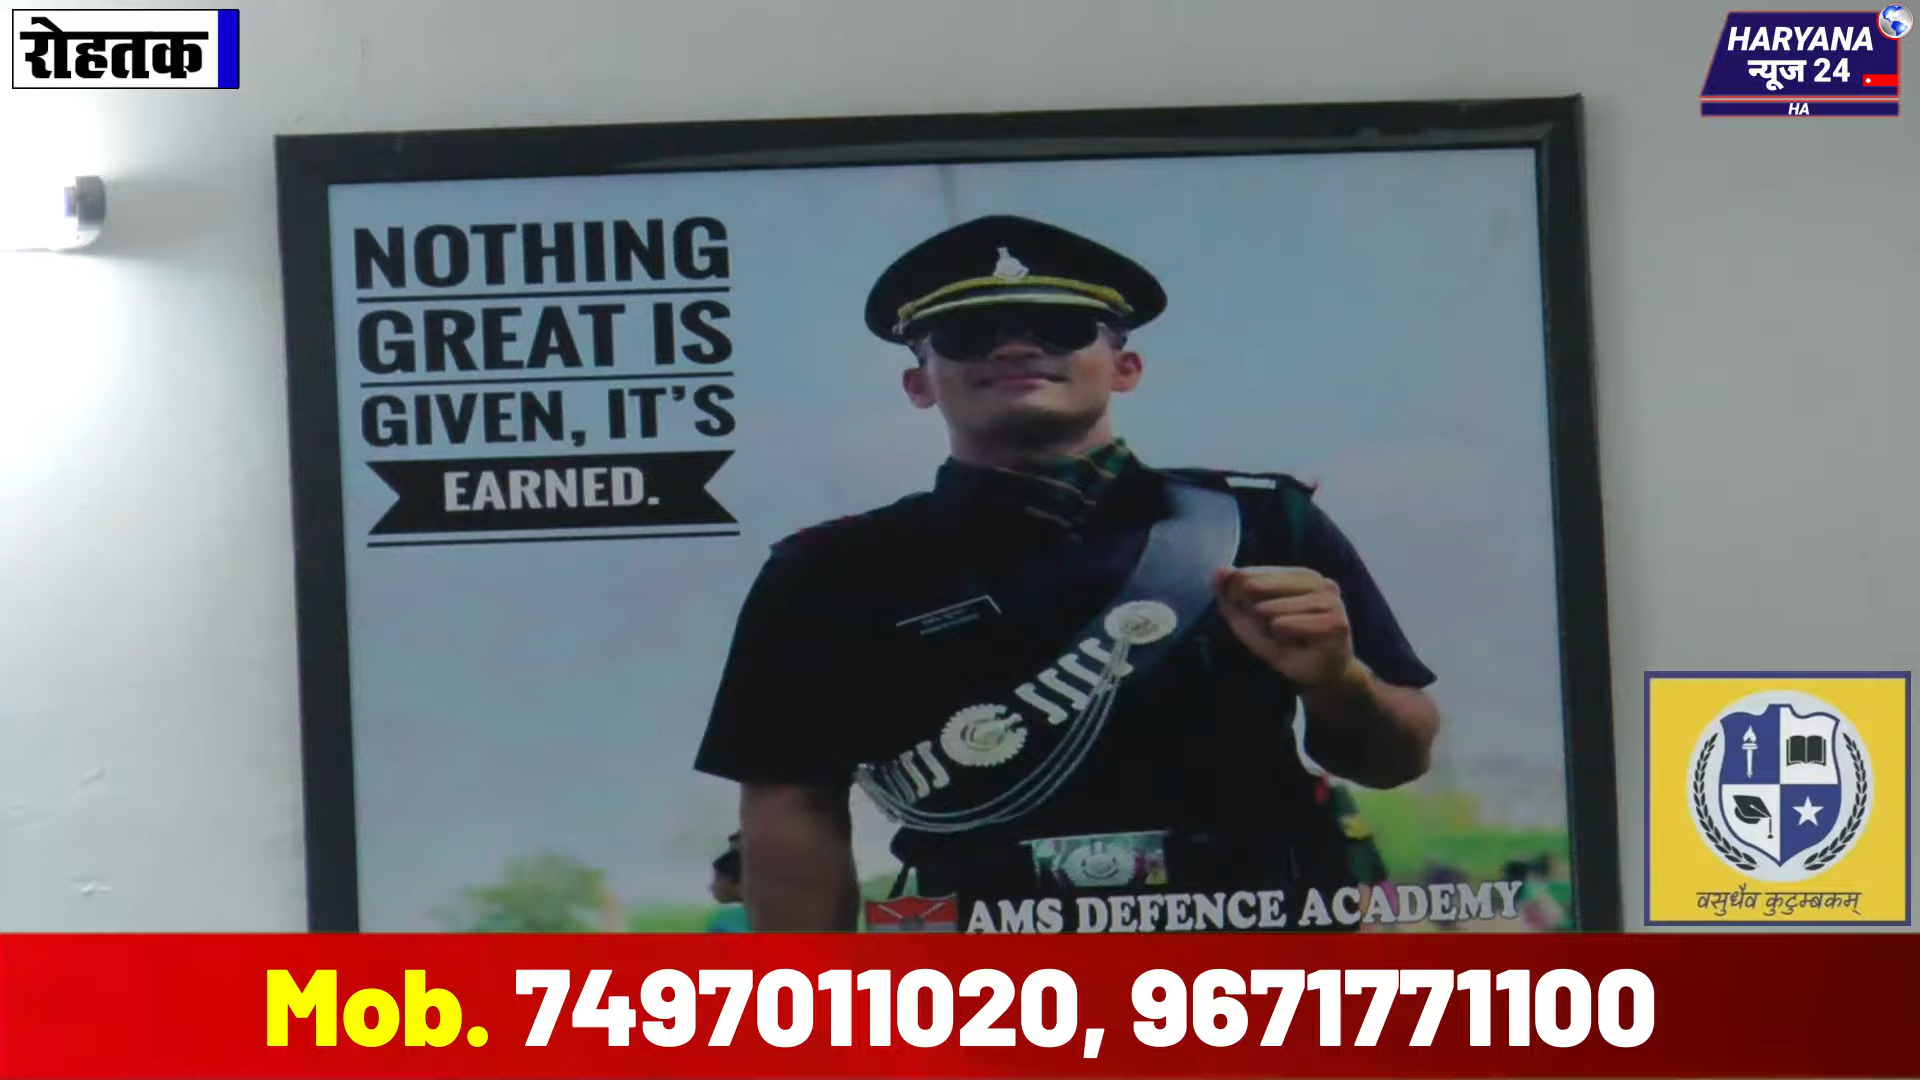 रोहतक
HARYANA
न्यूज 24
HA
NOTHING
GREAT IS
GIVEN, IT'S
EARNED.
AMS DEFENCE ACADEMY
वसुधैव कुटुम्बकम्
Mob. 7497011020, 9671771100